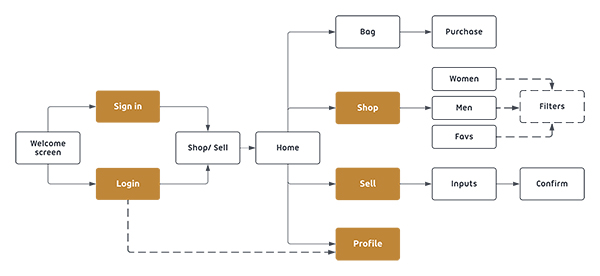 Bag
Purchase
Women
Sign in
Shop
Men
Filters
Favs
Welcome
screen
Shop/ Sell
Home
Login
Sell
Inputs
Confirm
Profile